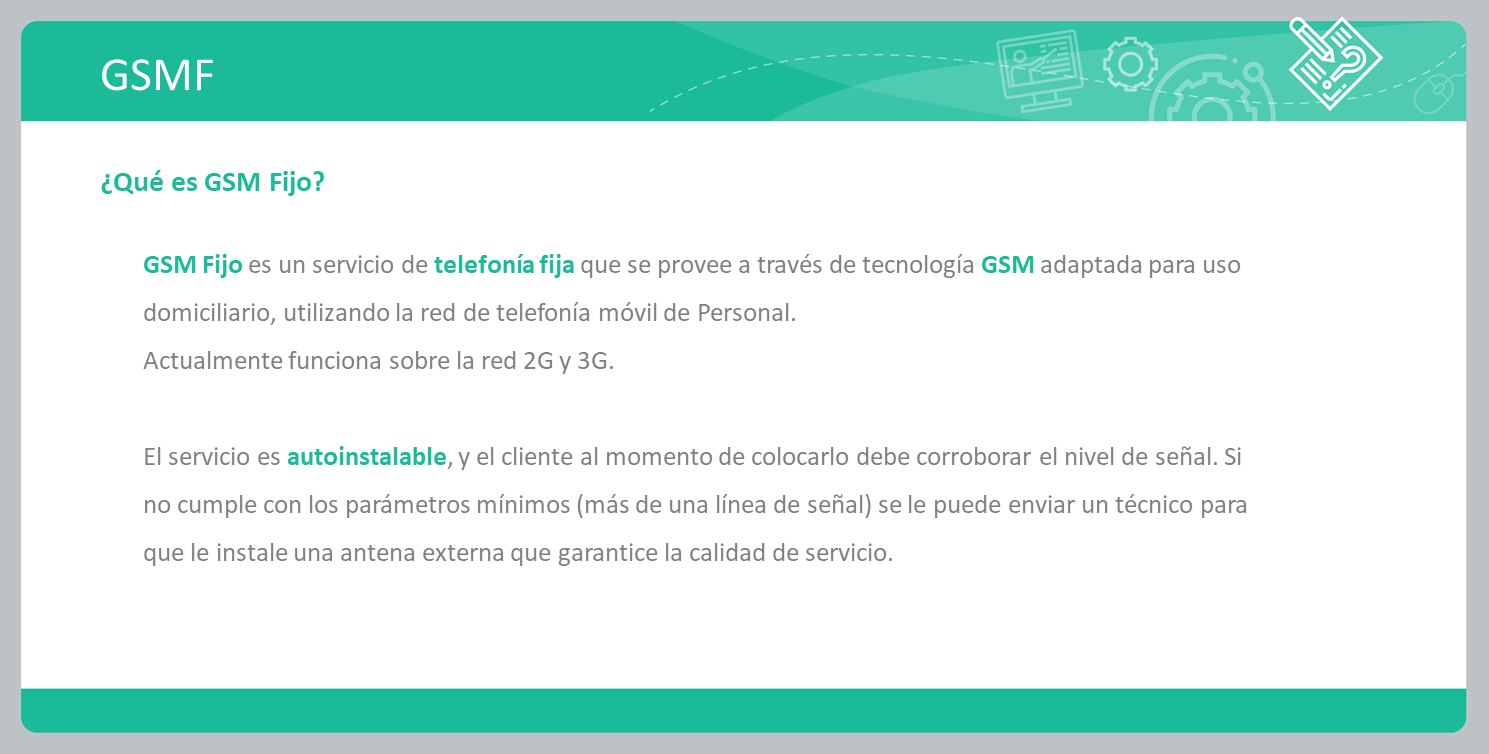 GSMF
¿Qué es GSM Fijo?
GSM Fijo es un servicio de telefonía fija que se provee a través de tecnología GSM adaptada para uso
domiciliario, utilizando la red de telefonía móvil de Personal.
Actualmente funciona sobre la red 2G y 3G.
El servicio es autoinstalable, y el cliente al momento de colocarlo debe corroborar el nivel de señal. Si
no cumple con los parámetros mínimos (más de una línea de señal) se le puede enviar un técnico para
que le instale una antena externa que garantice la calidad de servicio.